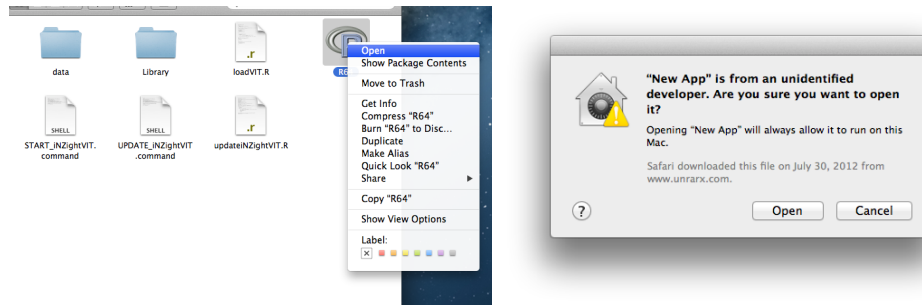 data
Library
.r
loadVIT.R
SHELL
START_iNZightVIT.
command
SHELL
UPDATE_iNZightVIT
.command
.r
updateiNZightVIT.R
Open
Show Package Contents
Move to Trash
Get Info
Compress "R64"
Burn "R64" to Disc...
Duplicate
Make Alias
Quick Look "R64"
Share
Copy "R64"
Show View Options
Label:
"New App" is from an unidentified
developer. Are you sure you want to open
it?
Opening "New App" will always allow it to run on this
Mac.
Safari downloaded this file on July 30, 2012 from
www.unrarx.com.
?
Open
Cancel